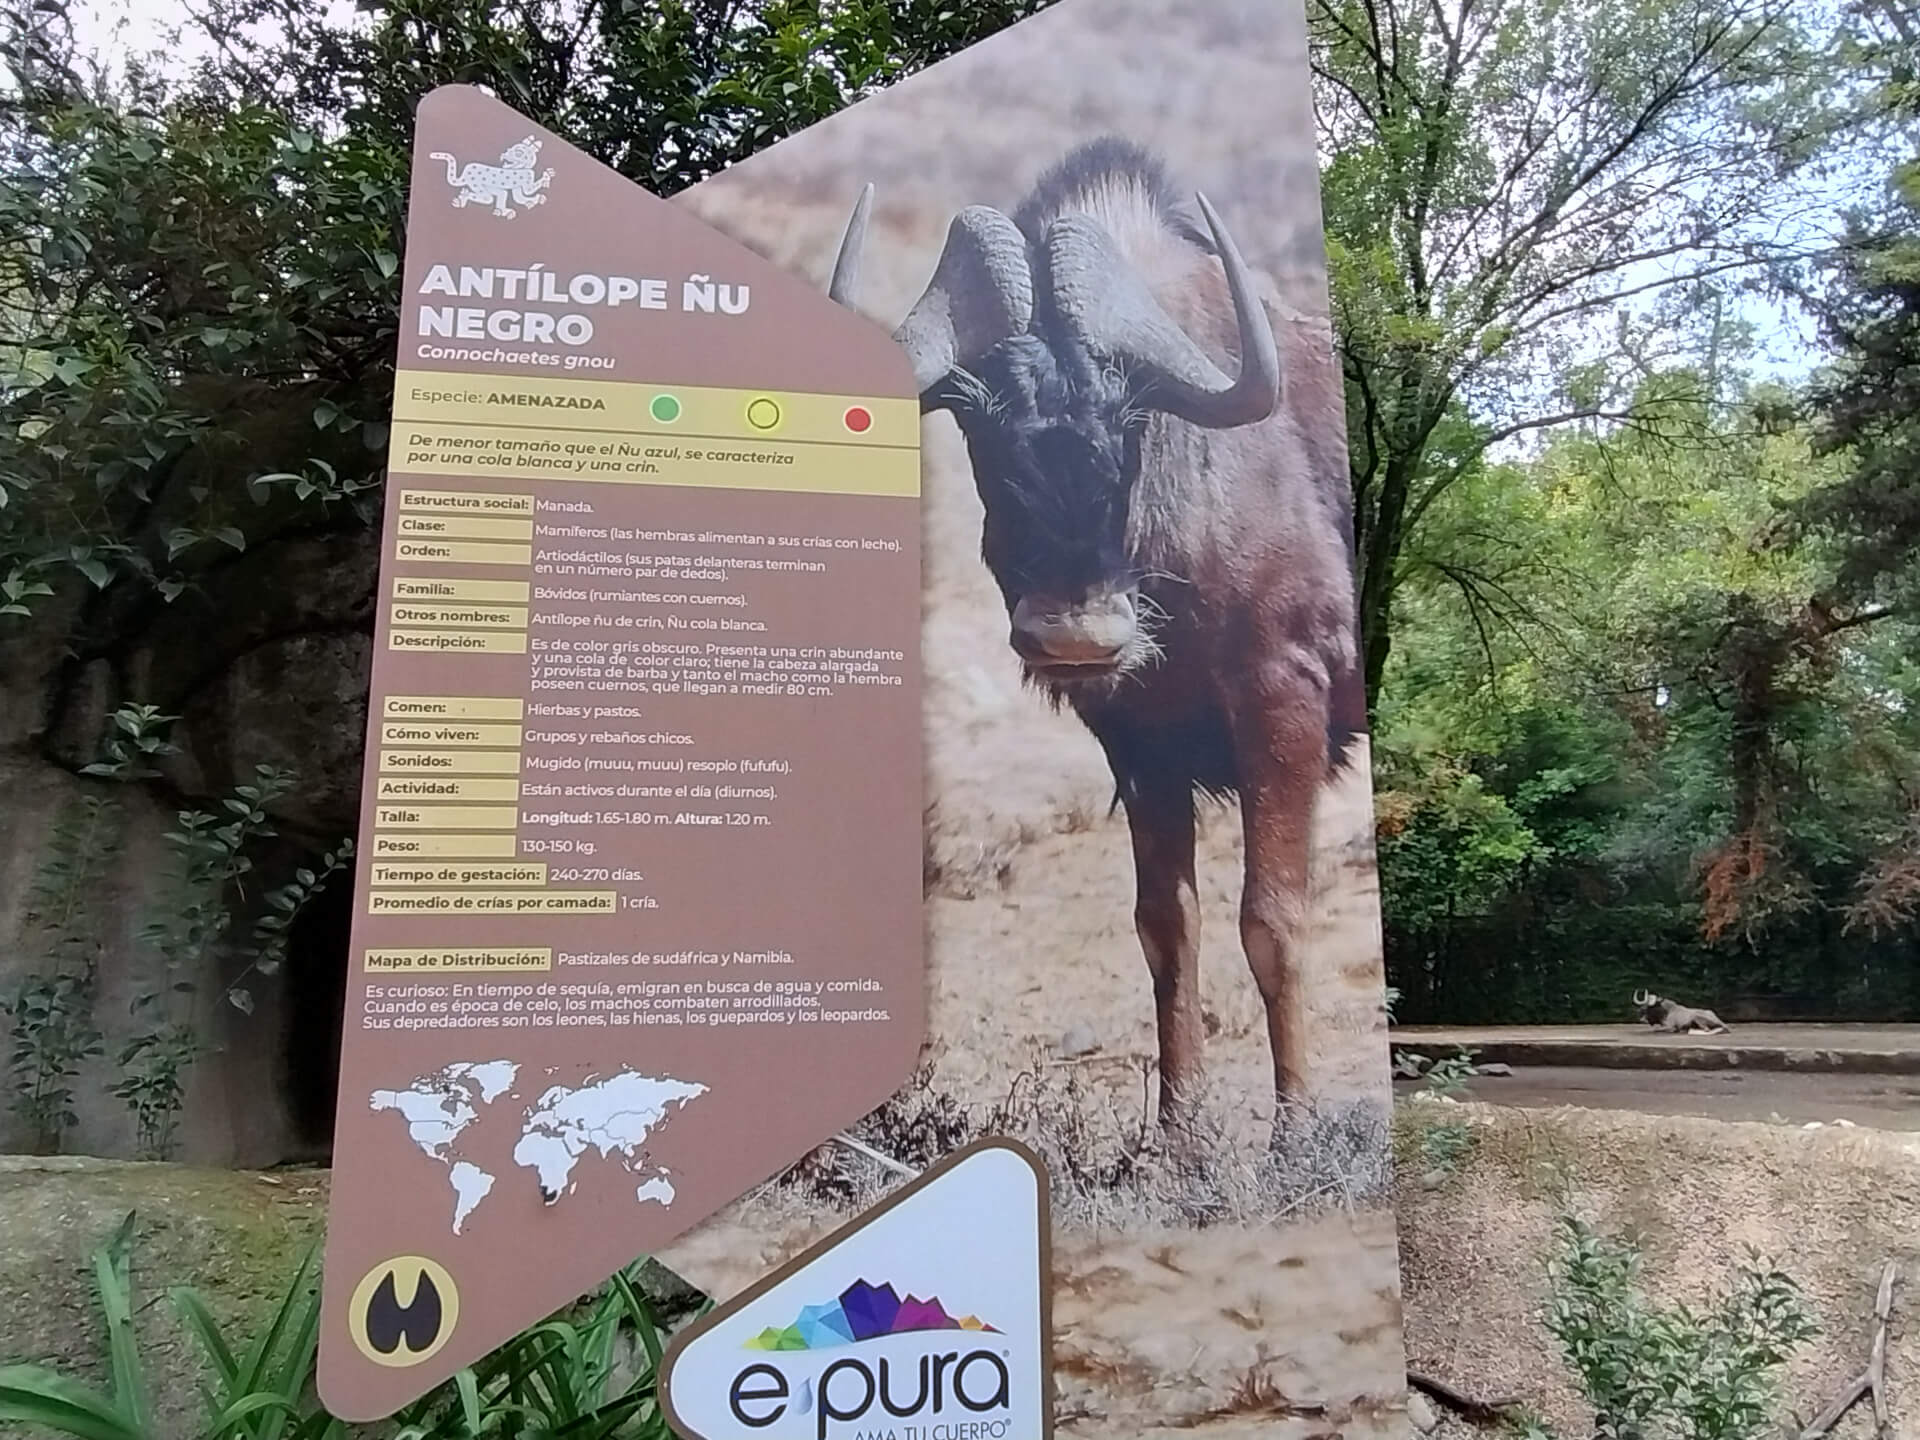 ANTÍLOPE ÑU
NEGRO
Connochaetes gnou
Especie: AMENAZADA
De menor tamaño que el Ñu azul, se caracteriza
por una cola blanca y una crin.
Estructura social: Manada.
Clase: Mamíferos (las hembras alimentan a sus crías con leche).
Orden: Artiodáctilos (sus patas delanteras terminan
en un número par de dedos).
Familia: Bóvidos (rumiantes con cuernos).
Otros nombres: Antílope ñu de crin, Ñu cola blanca.
Descripción: Es de color gris obscuro. Presenta una crin abundante
y una cola de color claro; tiene la cabeza alargada
y provista de barba y tanto el macho como la hembra
poseen cuernos, que llegan a medir 80 cm.
Comen: Hierbas y pastos.
Cómo viven: Grupos y rebaños chicos.
Sonidos: Mugido (muuu, muuu) resoplo (fufufu).
Actividad: Están activos durante el día (diurnos).
Talla: Longitud: 1.65-1.80 m. Altura: 1.20 m.
Peso: 130-150 kg.
Tiempo de gestación: 240-270 días.
Promedio de crías por camada: 1 cría.
Mapa de Distribución: Pastizales de sudáfrica y Namibia.
Es curioso: En tiempo de sequía, emigran en busca de agua y comida.
Cuando es época de celo, los machos combaten arrodillados.
Sus depredadores son los leones, las hienas, los guepardos y los leopardos.
e pura®
AMA TU CUERPO®